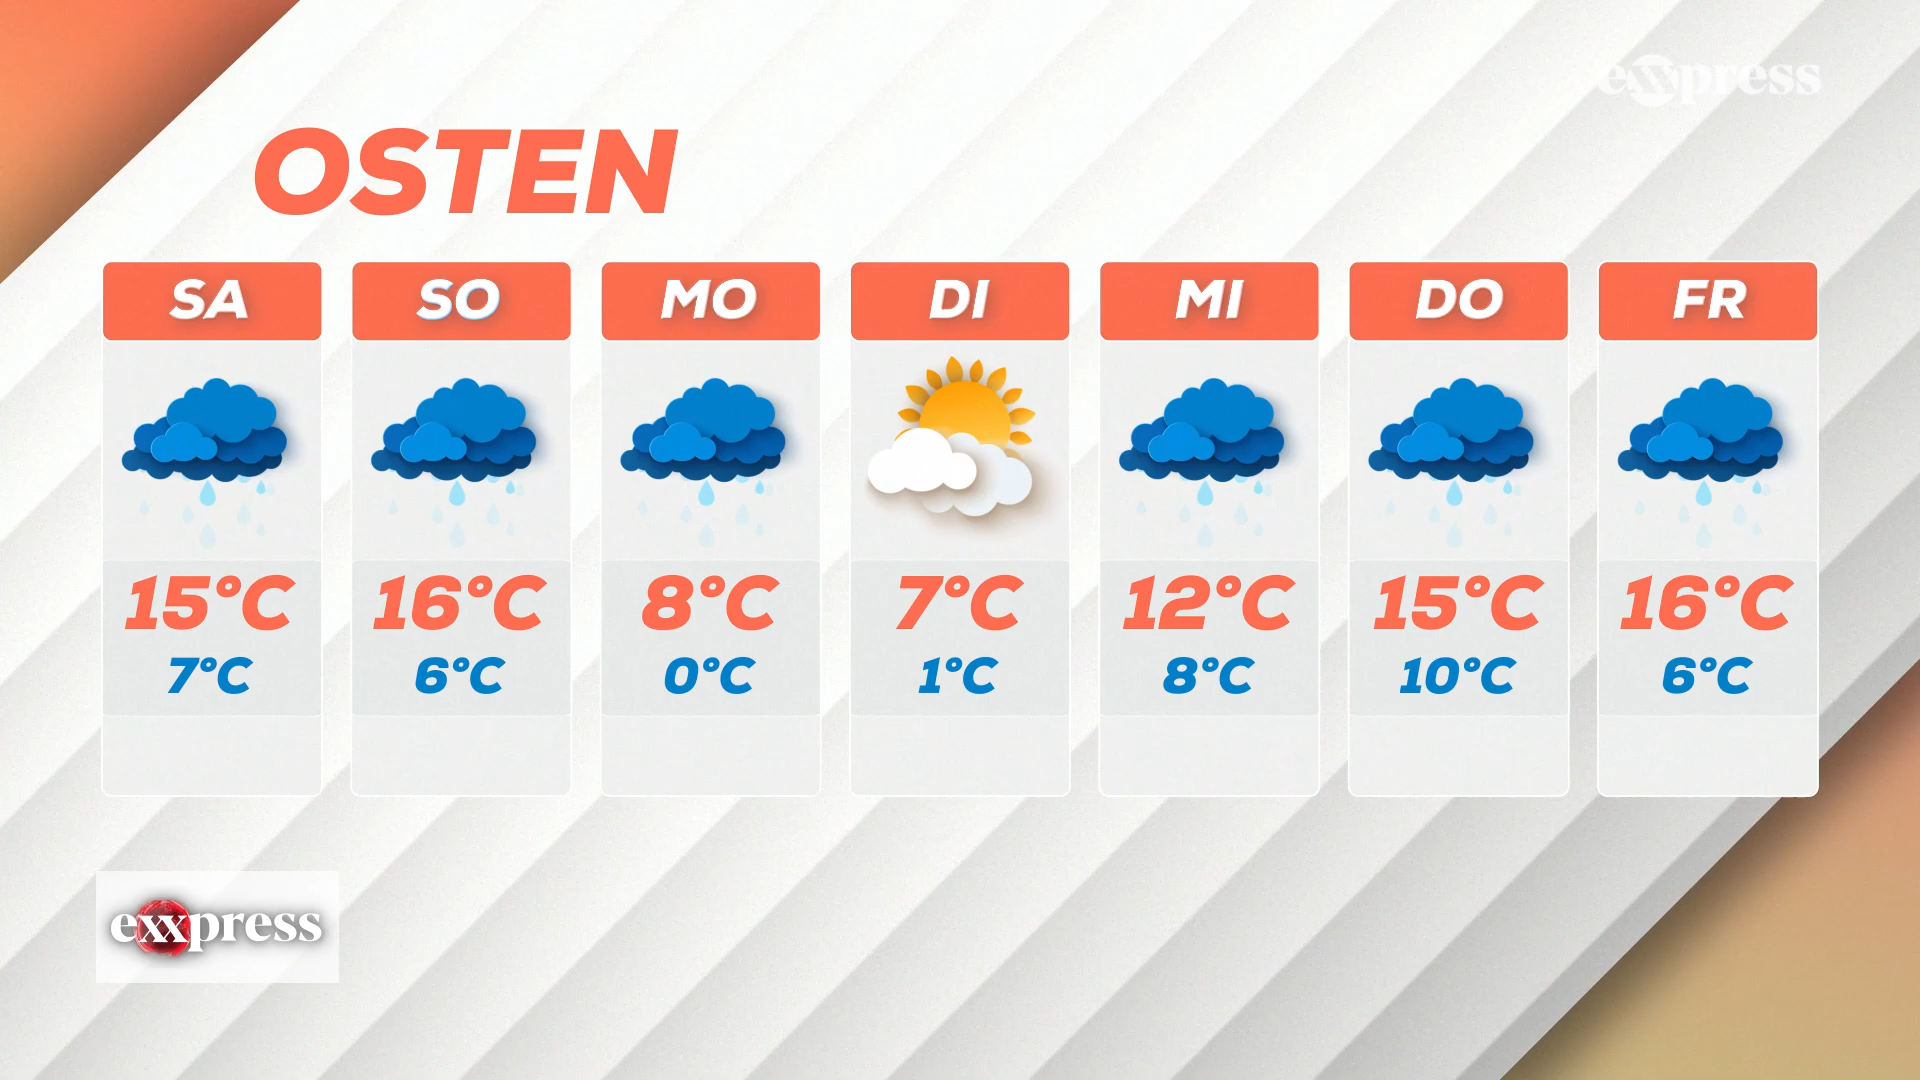 exxpress
OSTEN
SA SO MO DI MI DO FR
15°C 16°C 8°C 7°C 12°C 15°C 16°C
7°C 6°C 0°C 1°C 8°C 10°C 6°C
exxpress